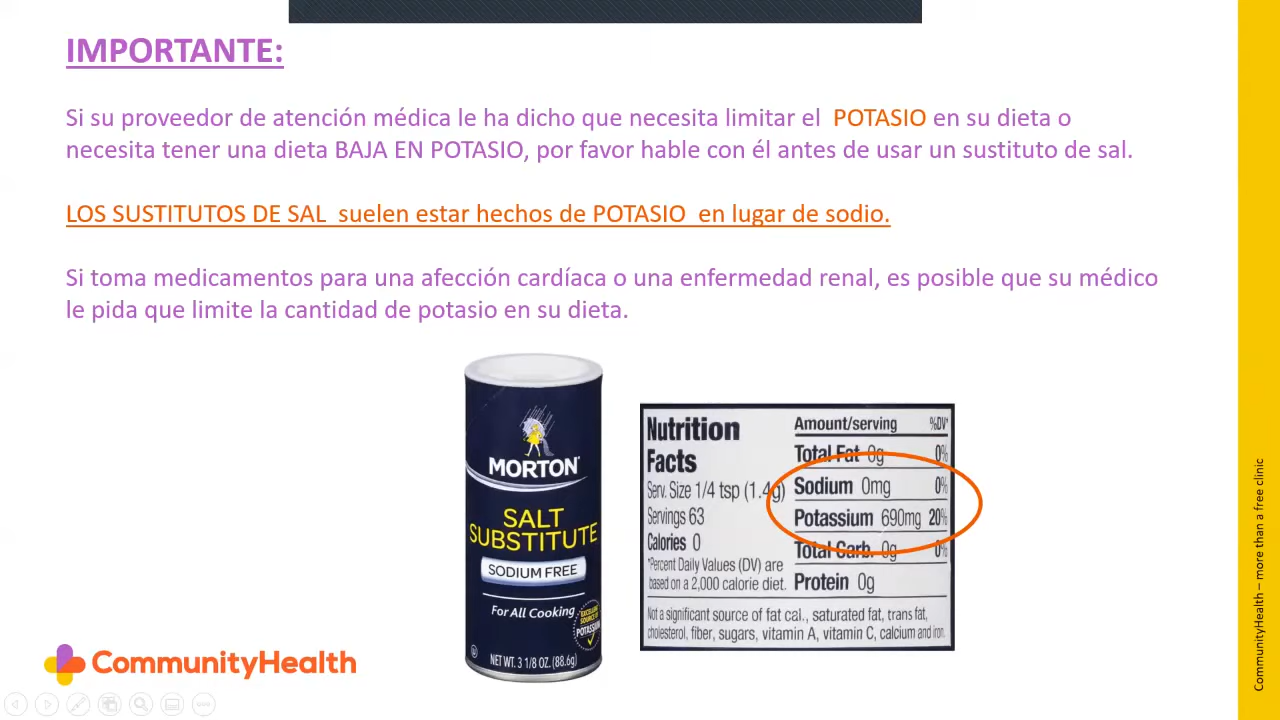 IMPORTANTE:
Si su proveedor de atención médica le ha dicho que necesita limitar el POTASIO en su dieta o
necesita tener una dieta BAJA EN POTASIO, por favor hable con él antes de usar un sustituto de sal.
LOS SUSTITUTOS DE SAL suelen estar hechos de POTASIO en lugar de sodio.
Si toma medicamentos para una afección cardíaca o una enfermedad renal, es posible que su médico
le pida que limite la cantidad de potasio en su dieta.
MORTON
SALT
SUBSTITUTE
SODIUM FREE
For All Cooking
EXCELLENT
SOURCE OF
POTASSIUM
NET WT. 3 1/8 OZ. (88.6g)
Nutrition
Facts
Serv. Size 1/4 tsp (1.4g)
Servings 63
Calories 0
*Percent Daily Values (DV) are
based on a 2,000 calorie diet.
Amount/serving %DV*
Total Fat 0g 0%
Sodium 0mg 0%
Potassium 690mg 20%
Total Carb. 0g 0%
Protein 0g
Not a significant source of fat cal., saturated fat, trans fat,
cholesterol, fiber, sugars, vitamin A, vitamin C, calcium and iron.
CommunityHealth
CommunityHealth – more than a free clinic